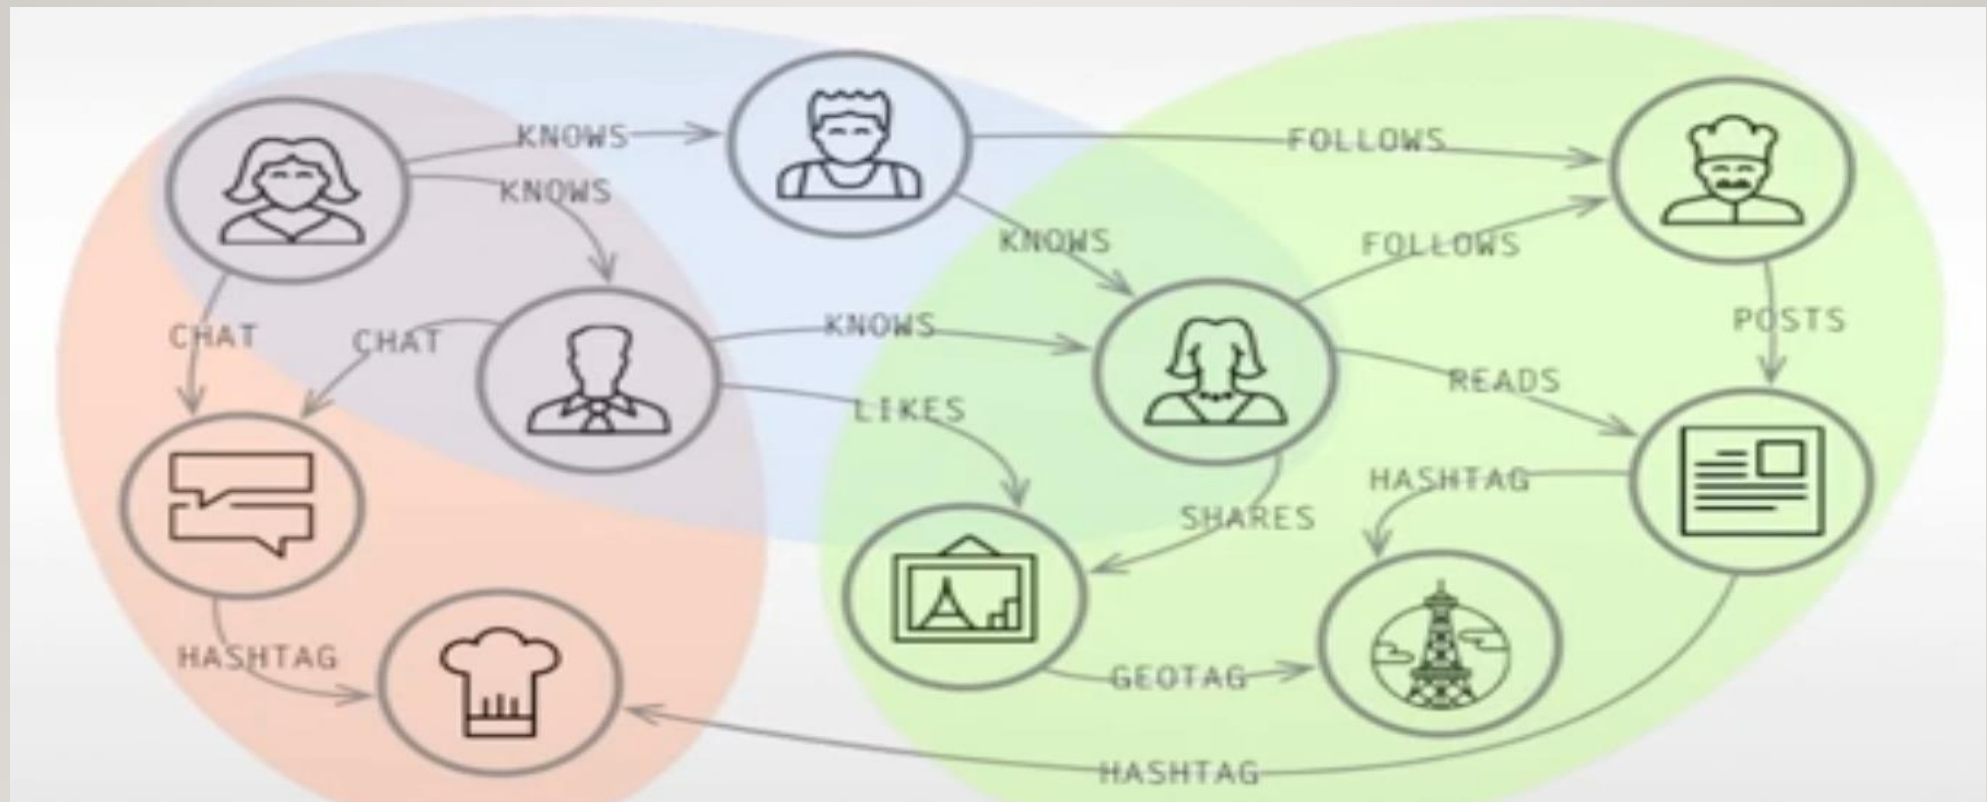 KNOWS
FOLLOWS
KNOWS
KNOWS
FOLLOWS
CHAT
CHAT
KNOWS
POSTS
LIKES
READS
HASHTAG
SHARES
HASHTAG
GEOTAG
HASHTAG